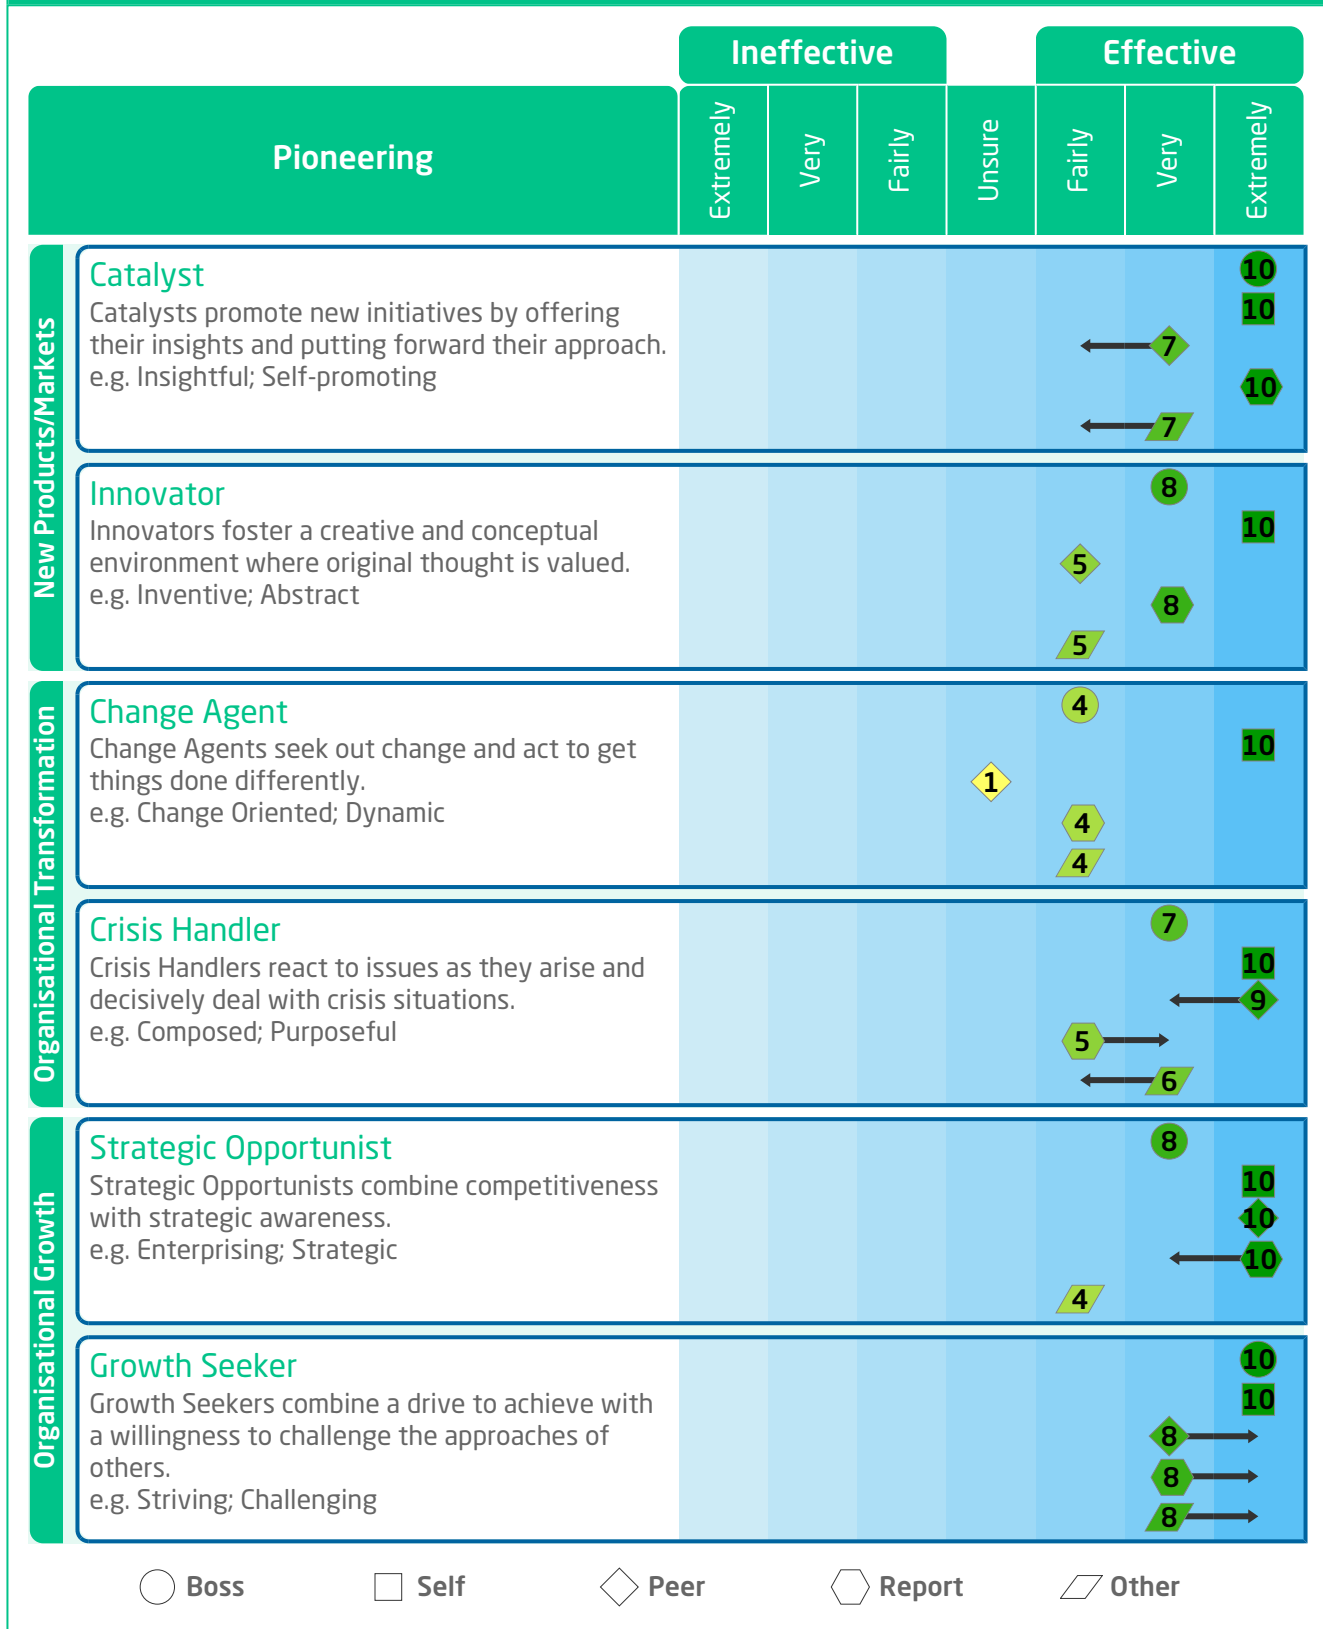 Ineffective
Effective
Pioneering
Extremely
Very
Fairly
Unsure
Fairly
Very
Extremely
New Products/Markets
Catalyst
Catalysts promote new initiatives by offering
their insights and putting forward their approach.
e.g. Insightful; Self-promoting
10
10
7
10
7
Innovator
Innovators foster a creative and conceptual
environment where original thought is valued.
e.g. Inventive; Abstract
8
10
5
8
5
Organisational Transformation
Change Agent
Change Agents seek out change and act to get
things done differently.
e.g. Change Oriented; Dynamic
4
10
1
4
4
Crisis Handler
Crisis Handlers react to issues as they arise and
decisively deal with crisis situations.
e.g. Composed; Purposeful
7
10
9
5
6
Organisational Growth
Strategic Opportunist
Strategic Opportunists combine competitiveness
with strategic awareness.
e.g. Enterprising; Strategic
8
10
10
10
4
Growth Seeker
Growth Seekers combine a drive to achieve with
a willingness to challenge the approaches of
others.
e.g. Striving; Challenging
10
10
8
8
8
Boss
Self
Peer
Report
Other